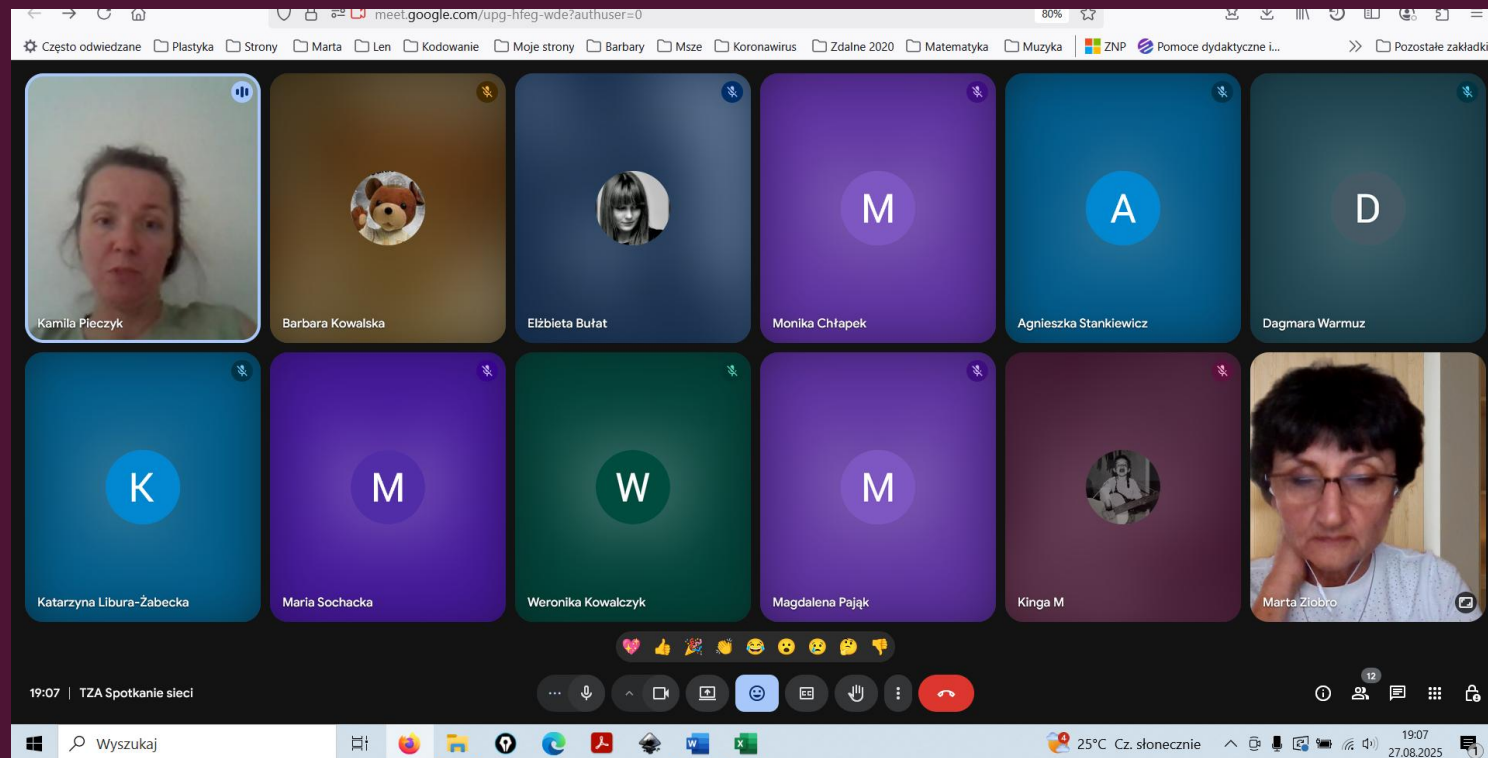 meet.google.com/upg-hfeg-wde?authuser=0 80%
Często odwiedzane Plastyka Strony Marta Len Kodowanie Moje strony Barbary Msze Koronawirus Zdalne 2020 Matematyka Muzyka ZNP Pomoce dydaktyczne i... Pozostałe zakładki
M A D
Kamila Pieczyk Barbara Kowalska Elżbieta Bułat Monika Chłapek Agnieszka Stankiewicz Dagmara Warmuz
K M W M
Katarzyna Libura-Żabecka Maria Sochacka Weronika Kowalczyk Magdalena Pająk Kinga M Marta Ziobro
19:07 | TZA Spotkanie sieci CC 12
Wyszukaj 4 25°C Cz. słonecznie 19:07
27.08.2025 1